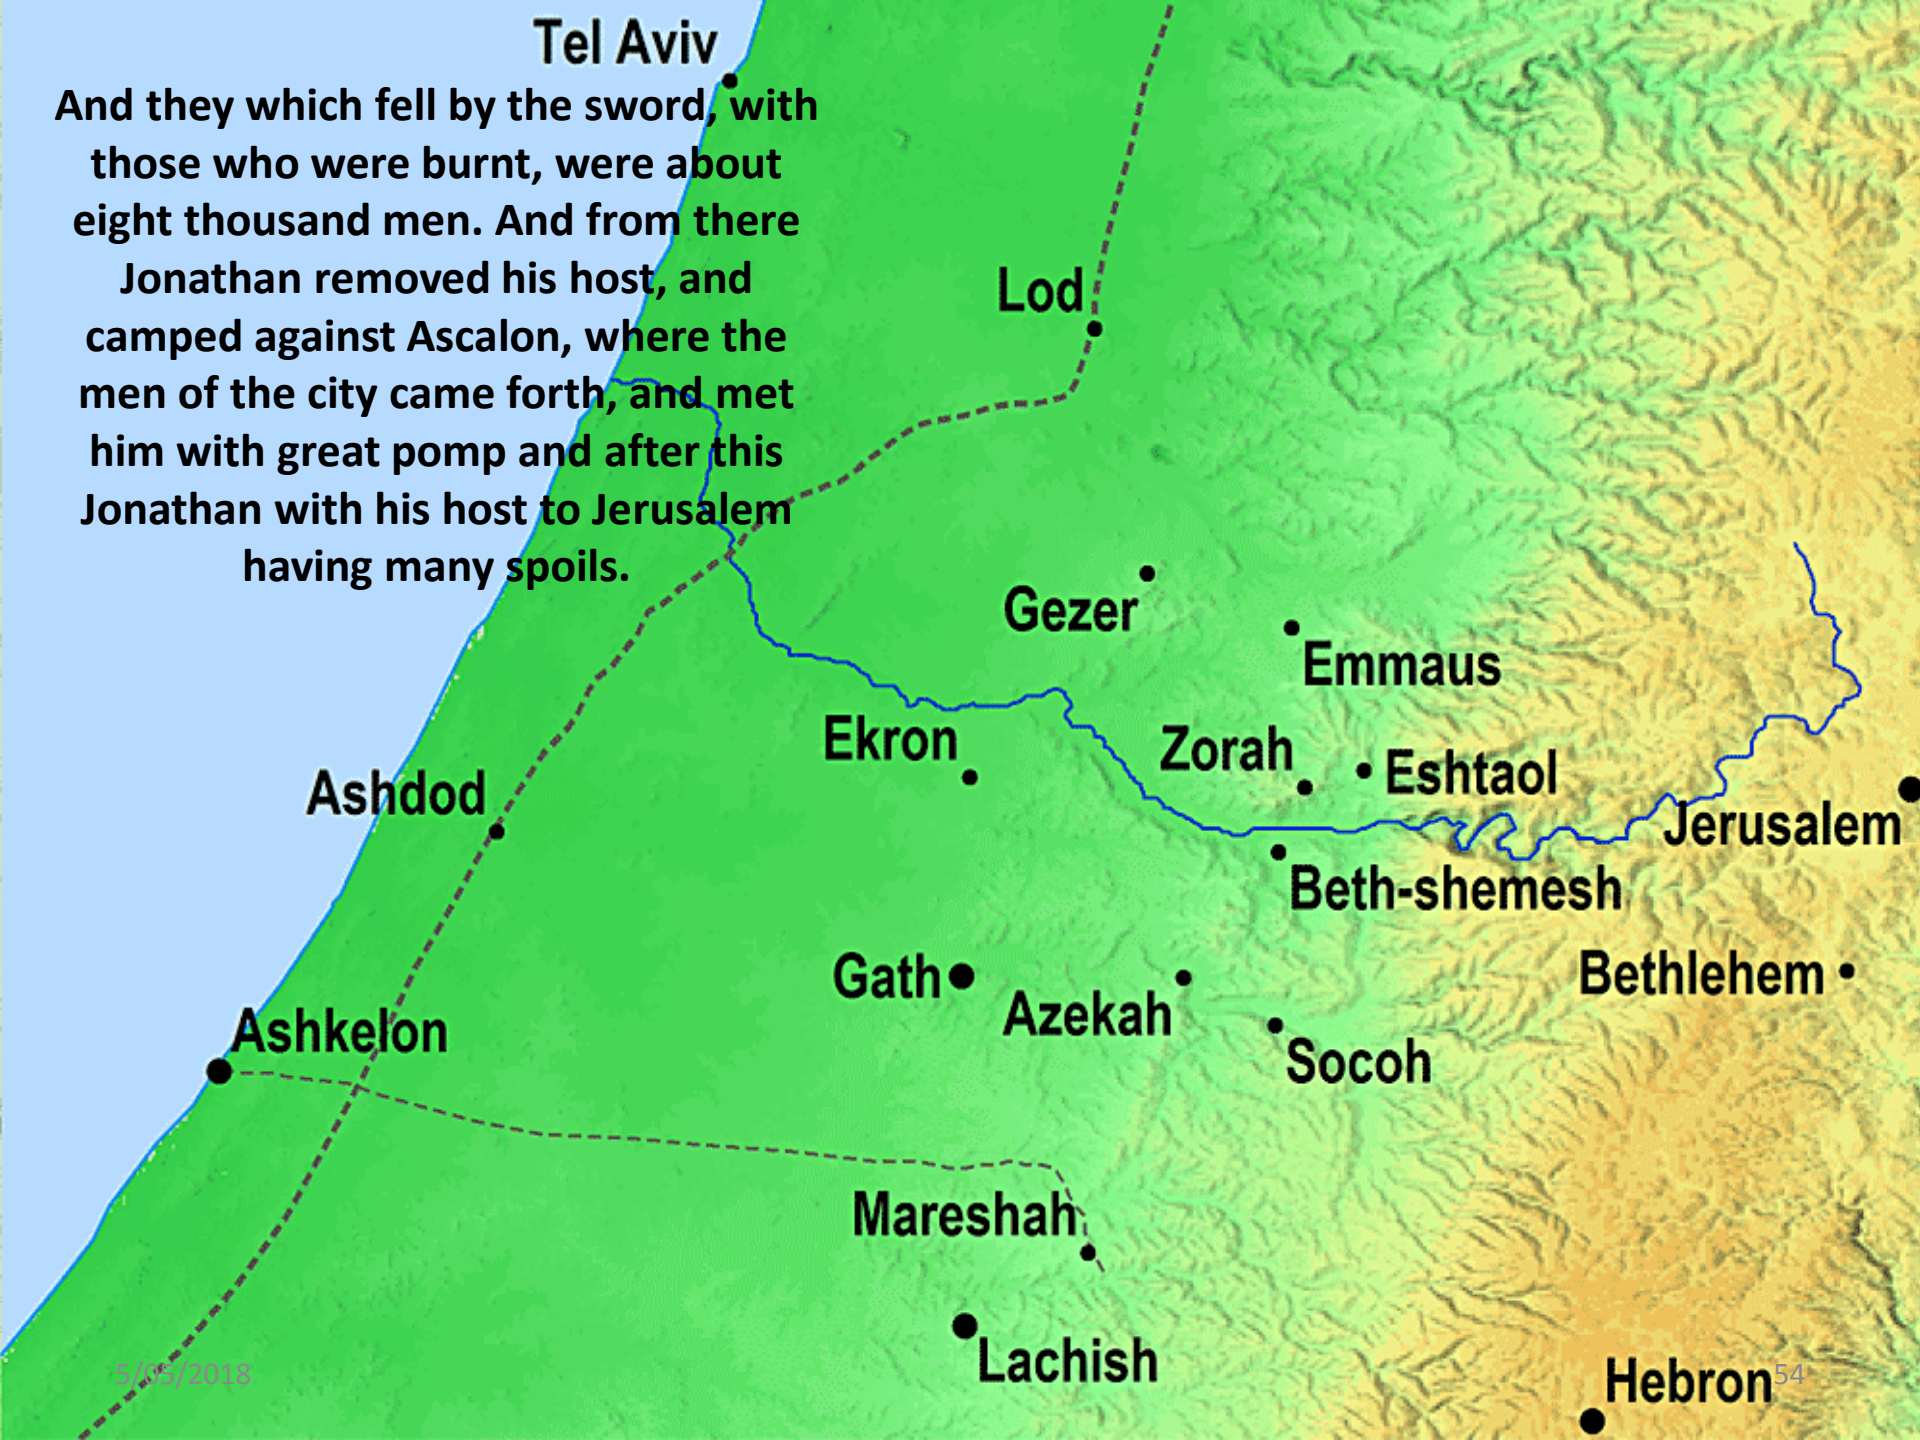 Tel Aviv
And they which fell by the sword, with
those who were burnt, were about
eight thousand men. And from there
Jonathan removed his host, and
camped against Ascalon, where the
men of the city came forth, and met
him with great pomp and after this
Jonathan with his host to Jerusalem
having many spoils.
Lod
Gezer
Emmaus
Ekron
Zorah
Eshtaol
Ashdod
Jerusalem
Beth-shemesh
Gath
Azekah
Bethlehem
Ashkelon
Socoh
Mareshah
Lachish
Hebron
5/05/2018
54